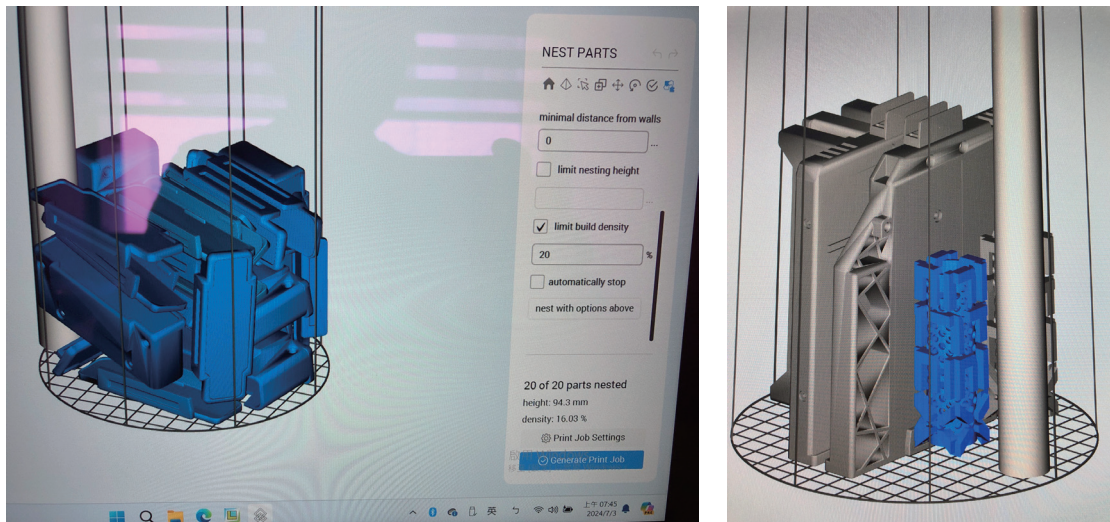 NEST PARTS
minimal distance from walls
0
...
limit nesting height
...
limit build density
20
%
automatically stop
nest with options above
20 of 20 parts nested
height: 94.3 mm
density: 16.03 %
Print Job Settings
Generate Print Job
英
上午 07:45
2024/7/3